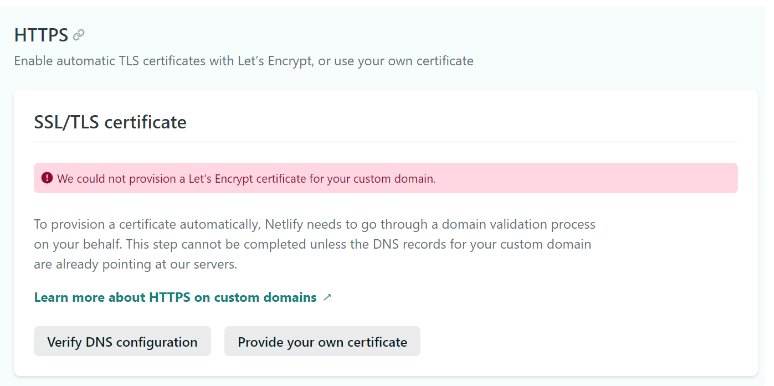 HTTPS
Enable automatic TLS certificates with Let's Encrypt, or use your own certificate
SSL/TLS certificate
We could not provision a Let's Encrypt certificate for your custom domain.
To provision a certificate automatically, Netlify needs to go through a domain validation process
on your behalf. This step cannot be completed unless the DNS records for your custom domain
are already pointing at our servers.
Learn more about HTTPS on custom domains ↗
Verify DNS configuration
Provide your own certificate